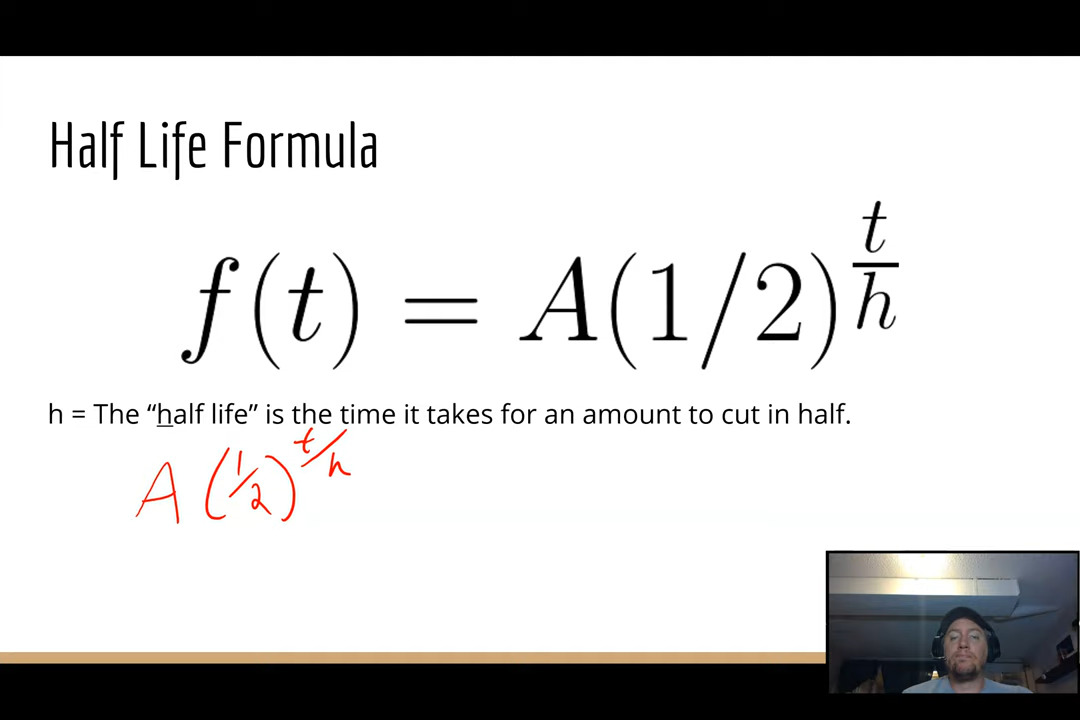 Half Life Formula
f(t) = A(1/2)^{t/h}
h = The “half life” is the time it takes for an amount to cut in half.
A (1/2)^{t/h}